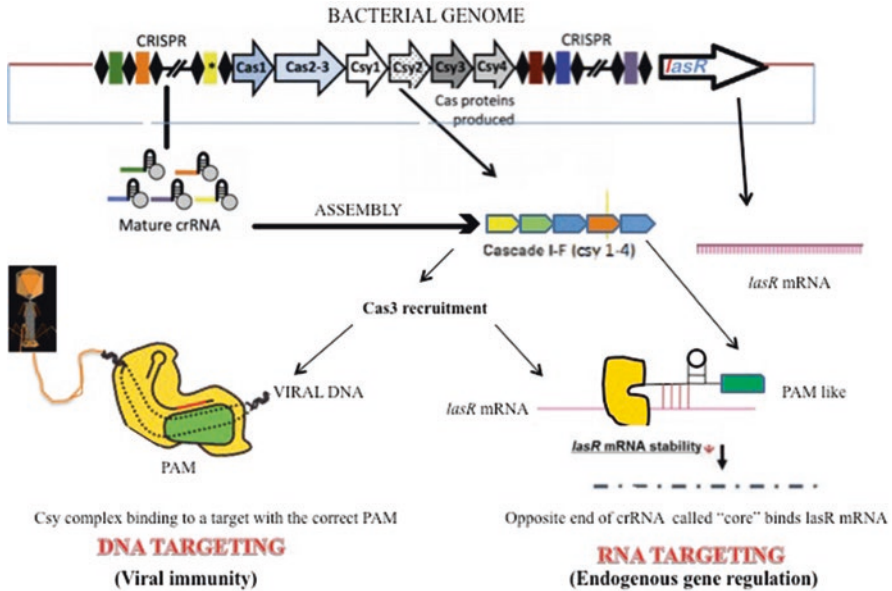 BACTERIAL GENOME
CRISPR
Cas1
Cas2-3
Csy1
Csy2
Csy3
Csy4
CRISPR
lasR
Cas proteins
produced
Mature crRNA
ASSEMBLY
Cascade I-F (csy 1-4)
lasR mRNA
Cas3 recruitment
VIRAL DNA
PAM
lasR mRNA
PAM like
lasR mRNA stability
Csy complex binding to a target with the correct PAM
DNA TARGETING
(Viral immunity)
Opposite end of crRNA called “core” binds lasR mRNA
RNA TARGETING
(Endogenous gene regulation)